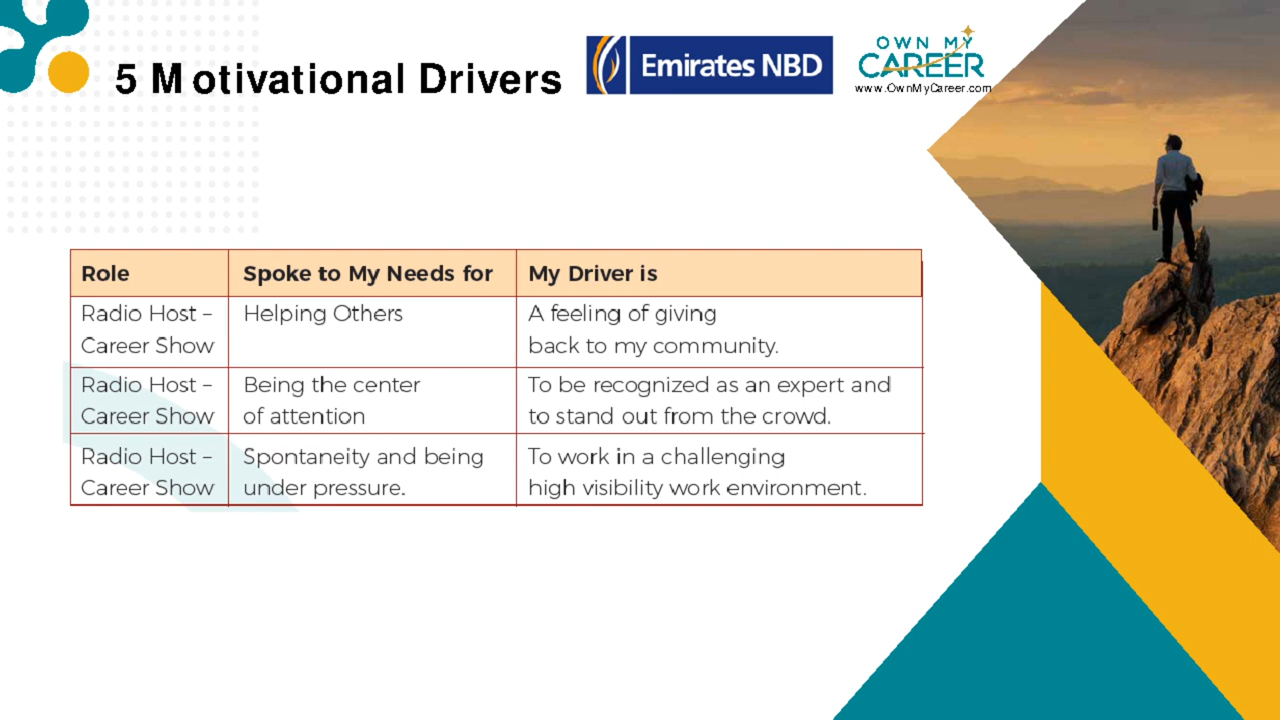 5 Motivational Drivers
Emirates NBD
OWN MY
CAREER
www.OwnMyCareer.com
Role Spoke to My Needs for My Driver is
Radio Host – Helping Others A feeling of giving
Career Show back to my community.
Radio Host – Being the center To be recognized as an expert and
Career Show of attention to stand out from the crowd.
Radio Host – Spontaneity and being To work in a challenging
Career Show under pressure. high visibility work environment.